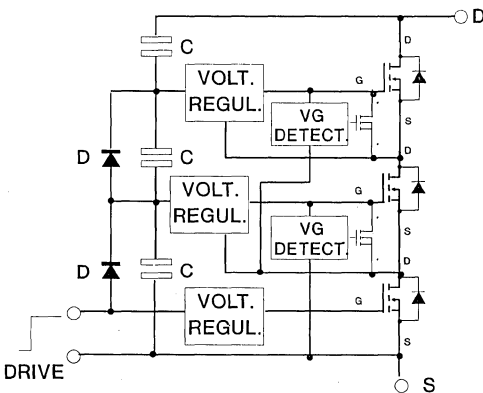 D
D
C
VOLT.
REGUL.
G
VG
DETECT.
S
D
D
C
VOLT.
REGUL.
G
VG
DETECT.
S
D
D
C
VOLT.
REGUL.
G
S
DRIVE
S